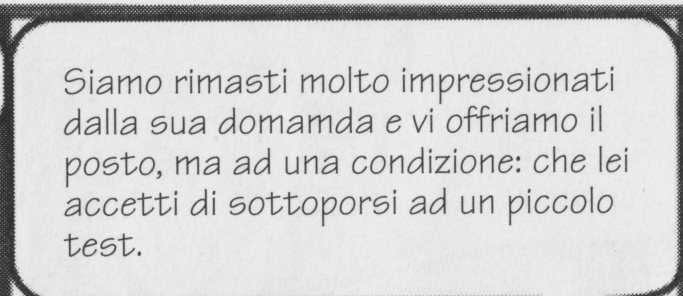 Siamo rimasti molto impressionati
dalla sua domamda e vi offriamo il
posto, ma ad una condizione: che lei
accetti di sottoporsi ad un piccolo
test.